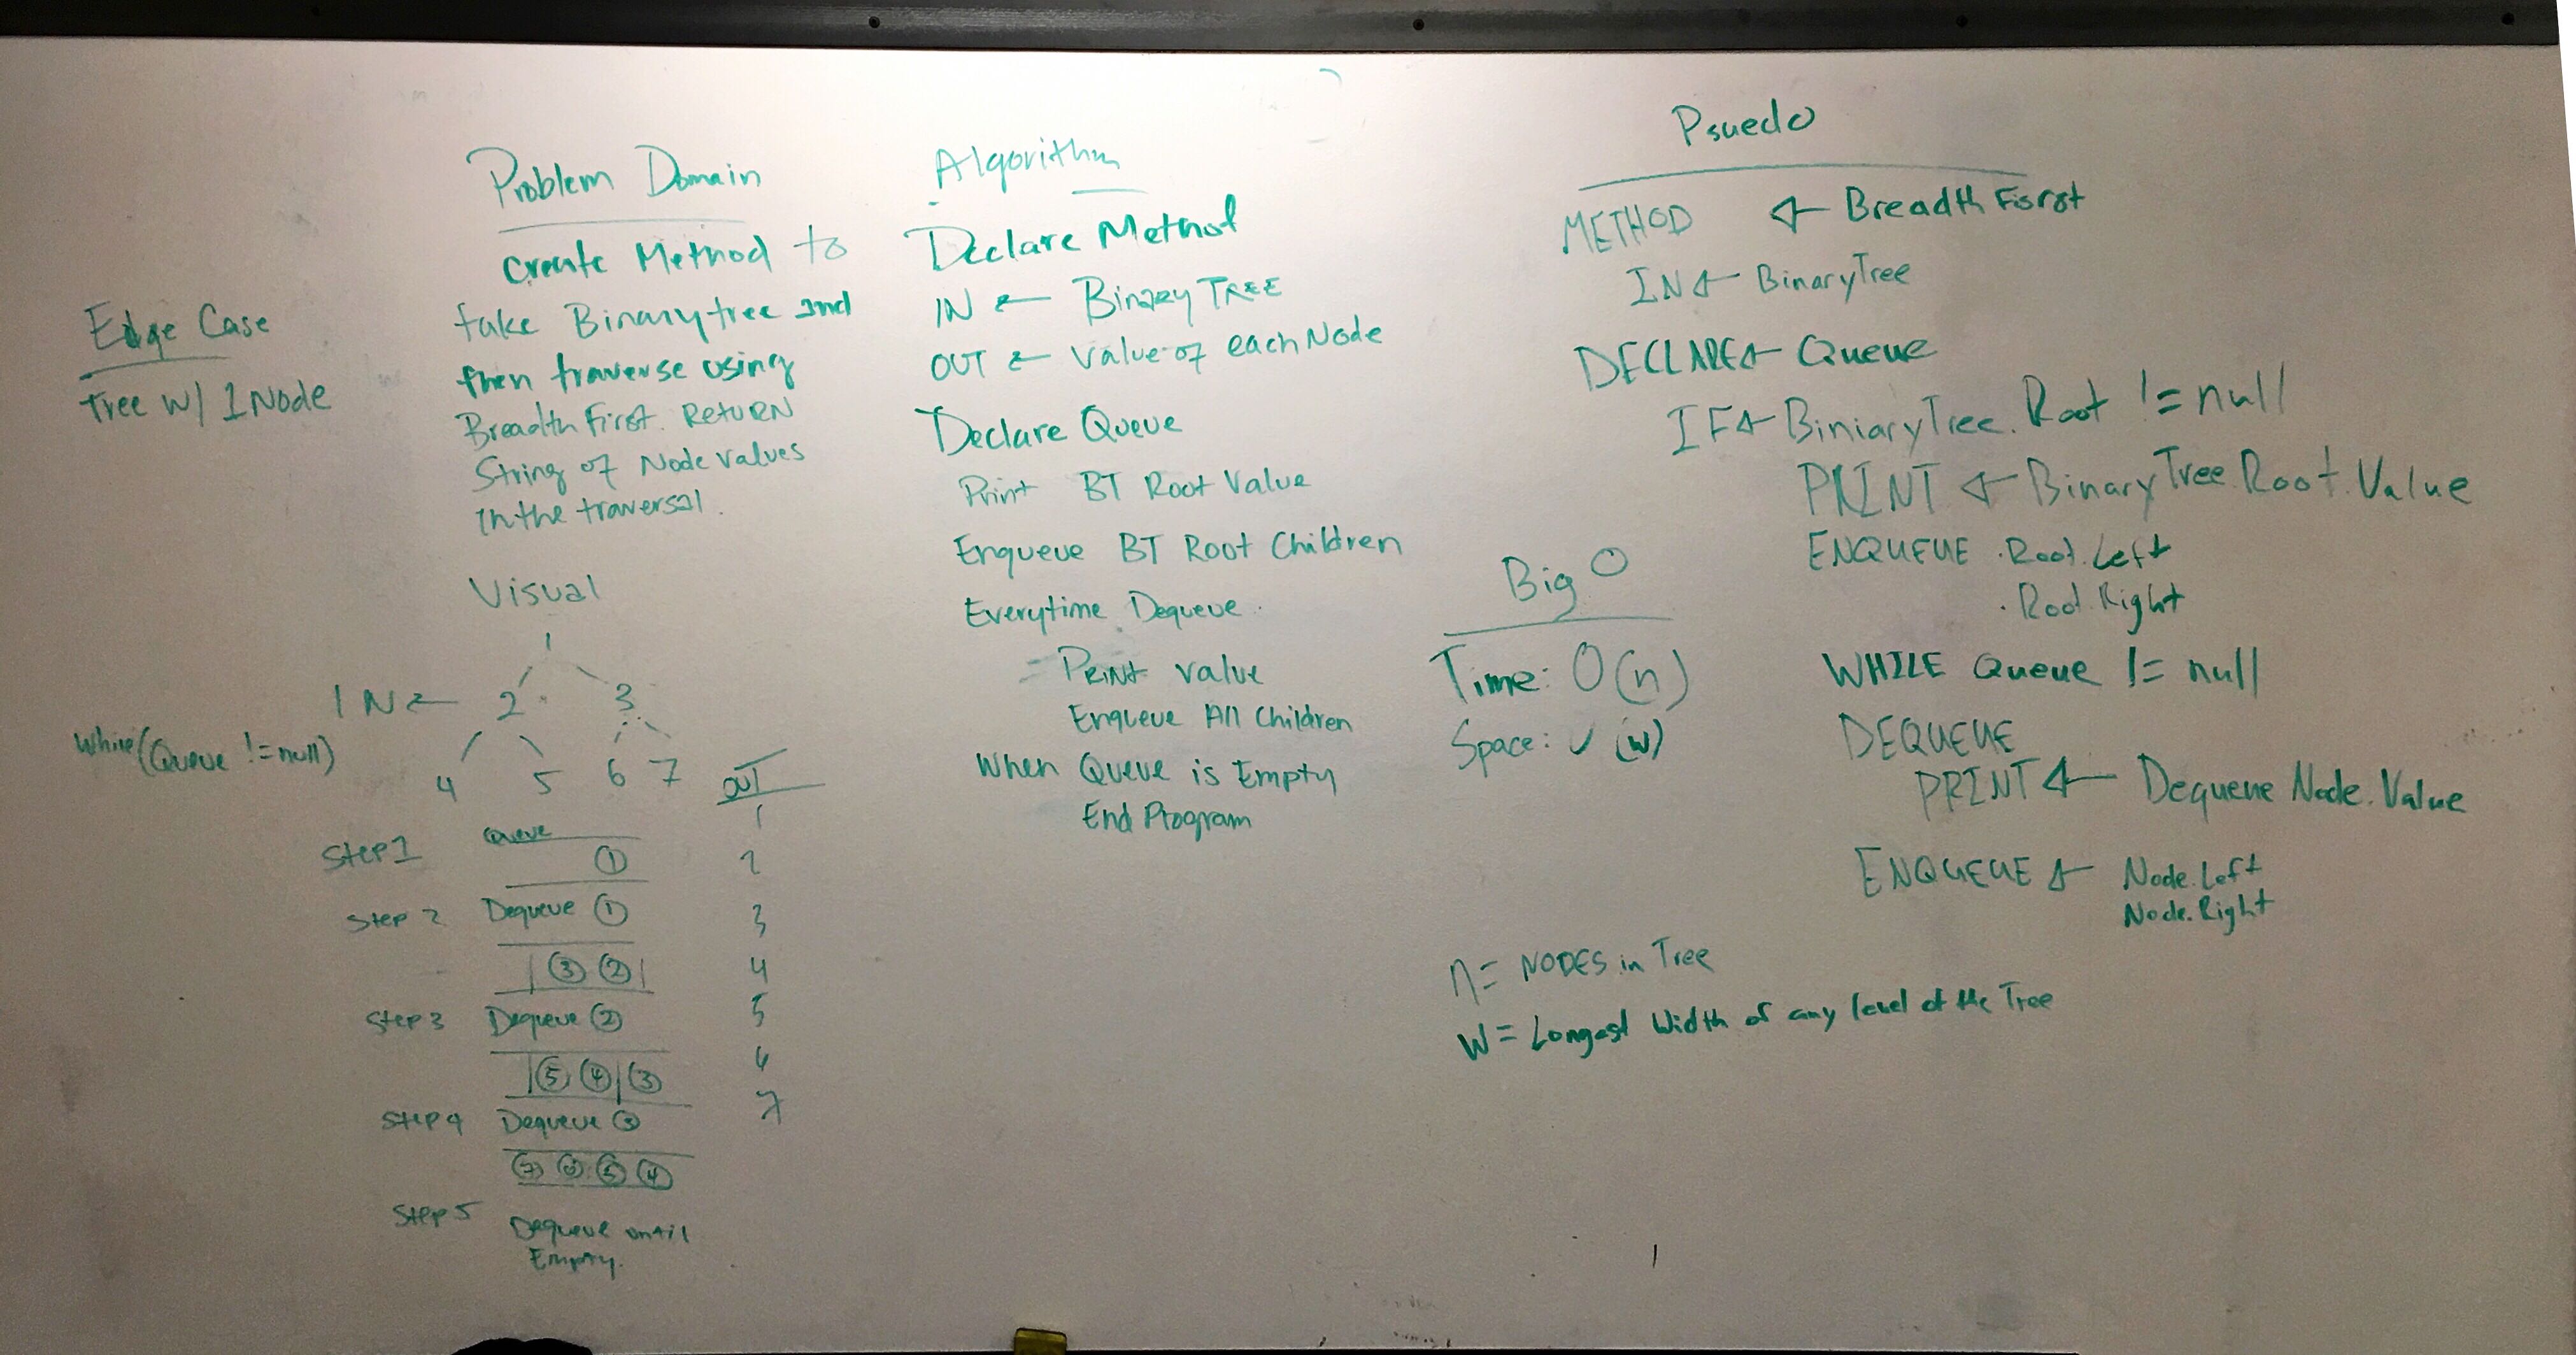 Edge Case
Tree w/ 1 Node
Problem Domain
Create Method to
take Binarytree and
then traverse using
Breadth First. RETURN
String of Node values
in the traversal.
Visual
1
IN ← 2 3
while(Queue != null)
4 5 6 7
OUT
1
2
3
4
5
6
7
Queue
Step 1 ①
Step 2 Dequeue ①
③ ②
Step 3 Dequeue ②
⑤ ④ ③
Step 4 Dequeue ③
⑦ ⑥ ⑤ ④
Step 5 Dequeue until
Empty.
Algorithm
Declare Method
IN ← Binary TREE
OUT ← Value of each Node
Declare Queue
Print BT Root Value
Enqueue BT Root Children
Everytime Dequeue
- Print value
Enqueue All Children
When Queue is Empty
End Program
Big O
Time: O(n)
Space: (w)
Psuedo
METHOD ← Breadth First
IN ← BinaryTree
DECLARE ← Queue
IF ← BiniaryTree.Root != null
PRINT ← BinaryTree.Root.Value
ENQUEUE .Root.Left
.Root.Right
WHILE Queue != null
DEQUEUE
PRINT ← Dequeue Node.Value
ENQUEUE ← Node.Left
Node.Right
n = NODES in Tree
W = Longest Width of any level of the Tree